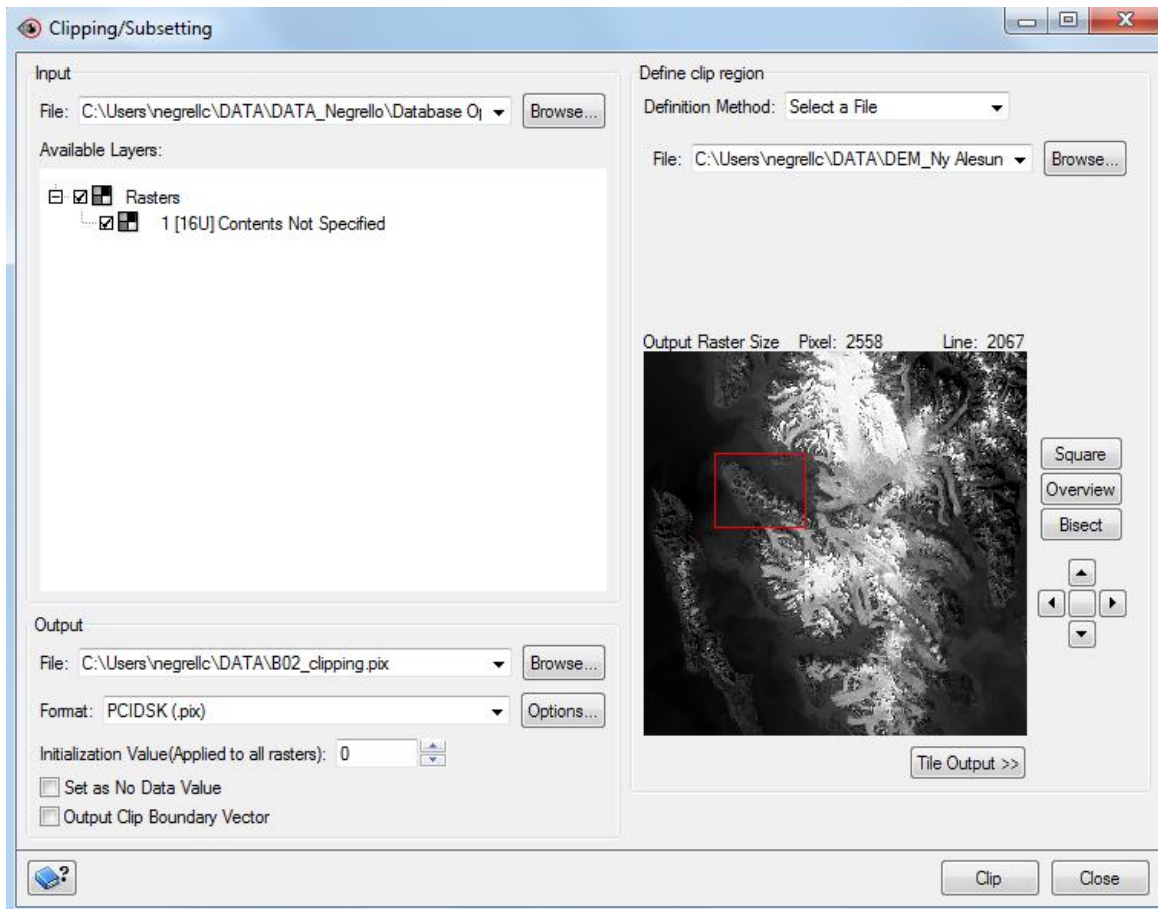 Clipping/Subsetting
Input
File: C:\Users\negrellc\DATA\DATA_Negrello\Database O
Browse...
Available Layers:
Rasters
1 [16U] Contents Not Specified
Output
File: C:\Users\negrellc\DATA\B02_clipping.pix
Browse...
Format: PCIDSK (.pix)
Options...
Initialization Value(Applied to all rasters): 0
Set as No Data Value
Output Clip Boundary Vector
Define clip region
Definition Method: Select a File
File: C:\Users\negrellc\DATA\DEM_Ny Alesun
Browse...
Output Raster Size Pixel: 2558 Line: 2067
Square
Overview
Bisect
Tile Output >>
?
Clip
Close